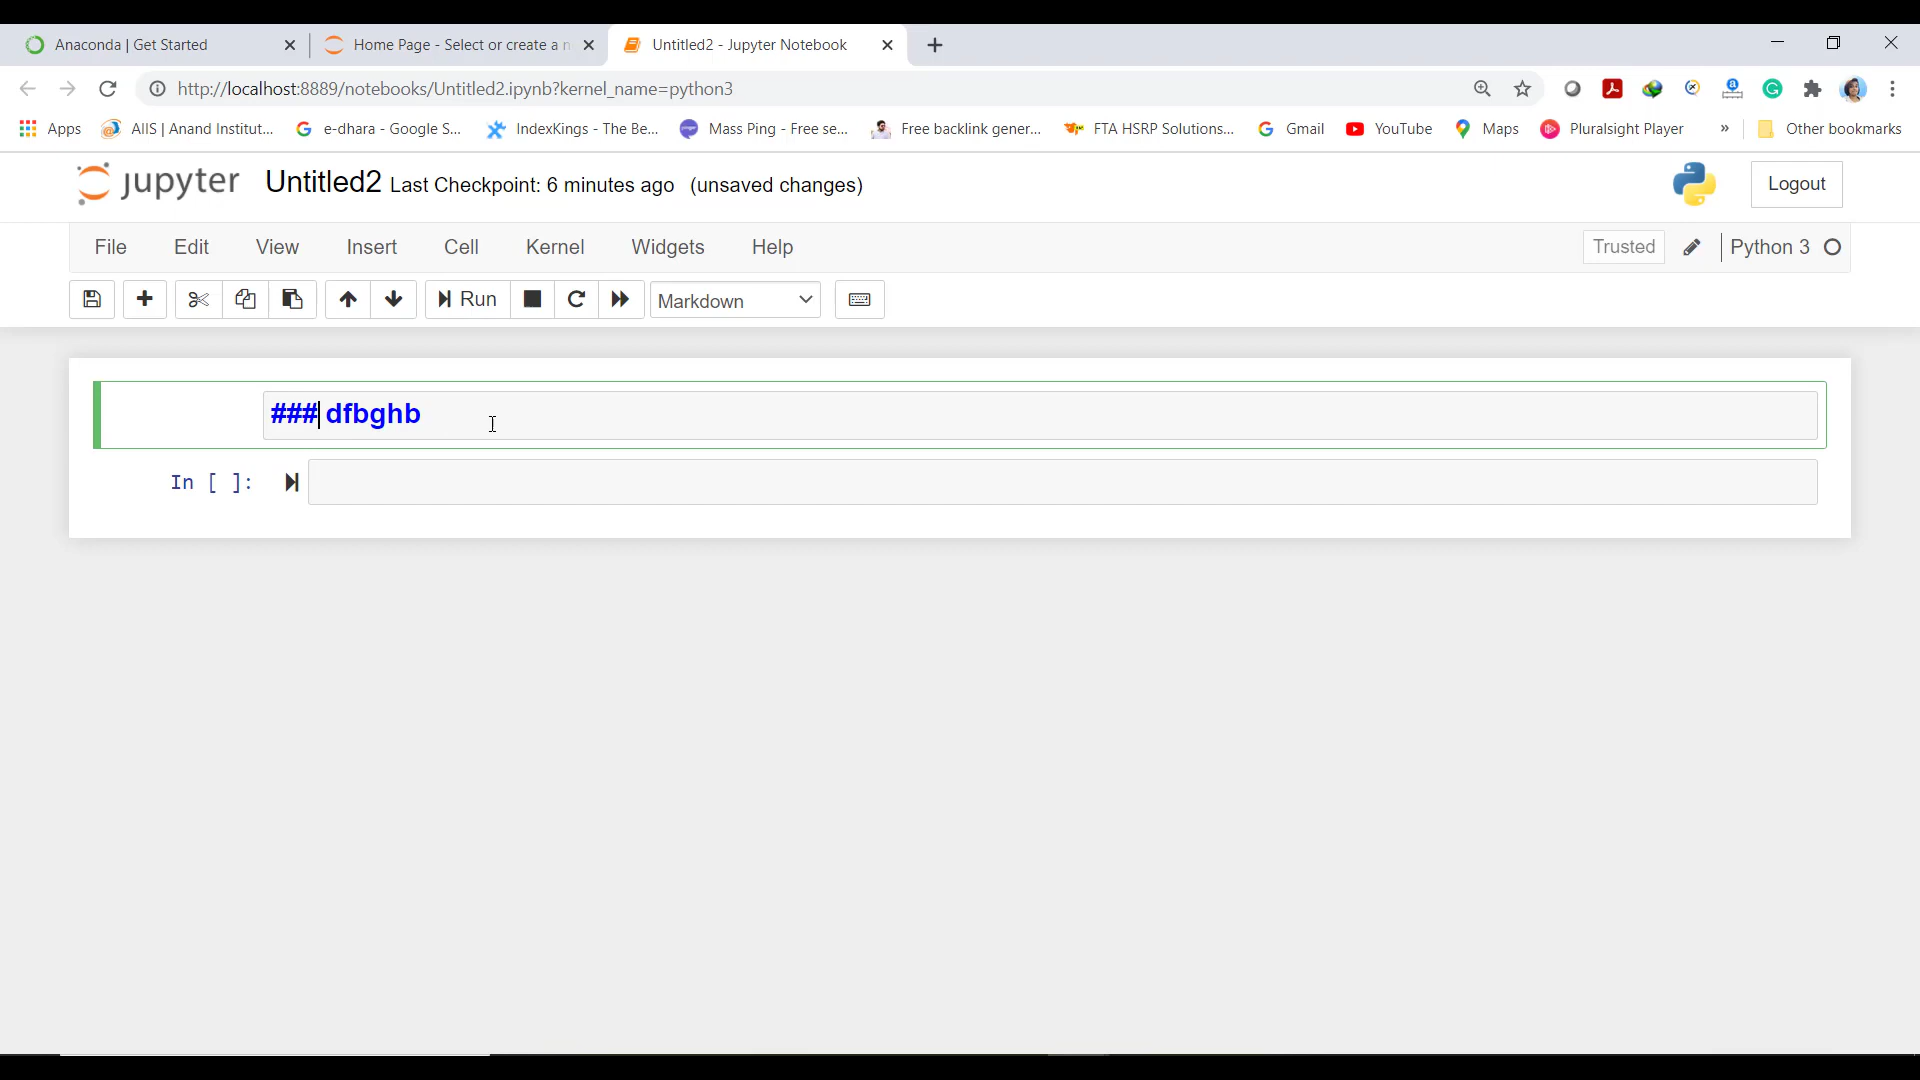 Anaconda | Get Started
Home Page - Select or create a n
Untitled2 - Jupyter Notebook
http://localhost:8889/notebooks/Untitled2.ipynb?kernel_name=python3
Apps AIIS | Anand Institut... e-dhara - Google S... IndexKings - The Be... Mass Ping - Free se... Free backlink gener... FTA HSRP Solutions... Gmail YouTube Maps Pluralsight Player » Other bookmarks
jupyter Untitled2 Last Checkpoint: 6 minutes ago (unsaved changes) Logout
File Edit View Insert Cell Kernel Widgets Help Trusted Python 3
Run Markdown
### dfbghb
In [ ]: